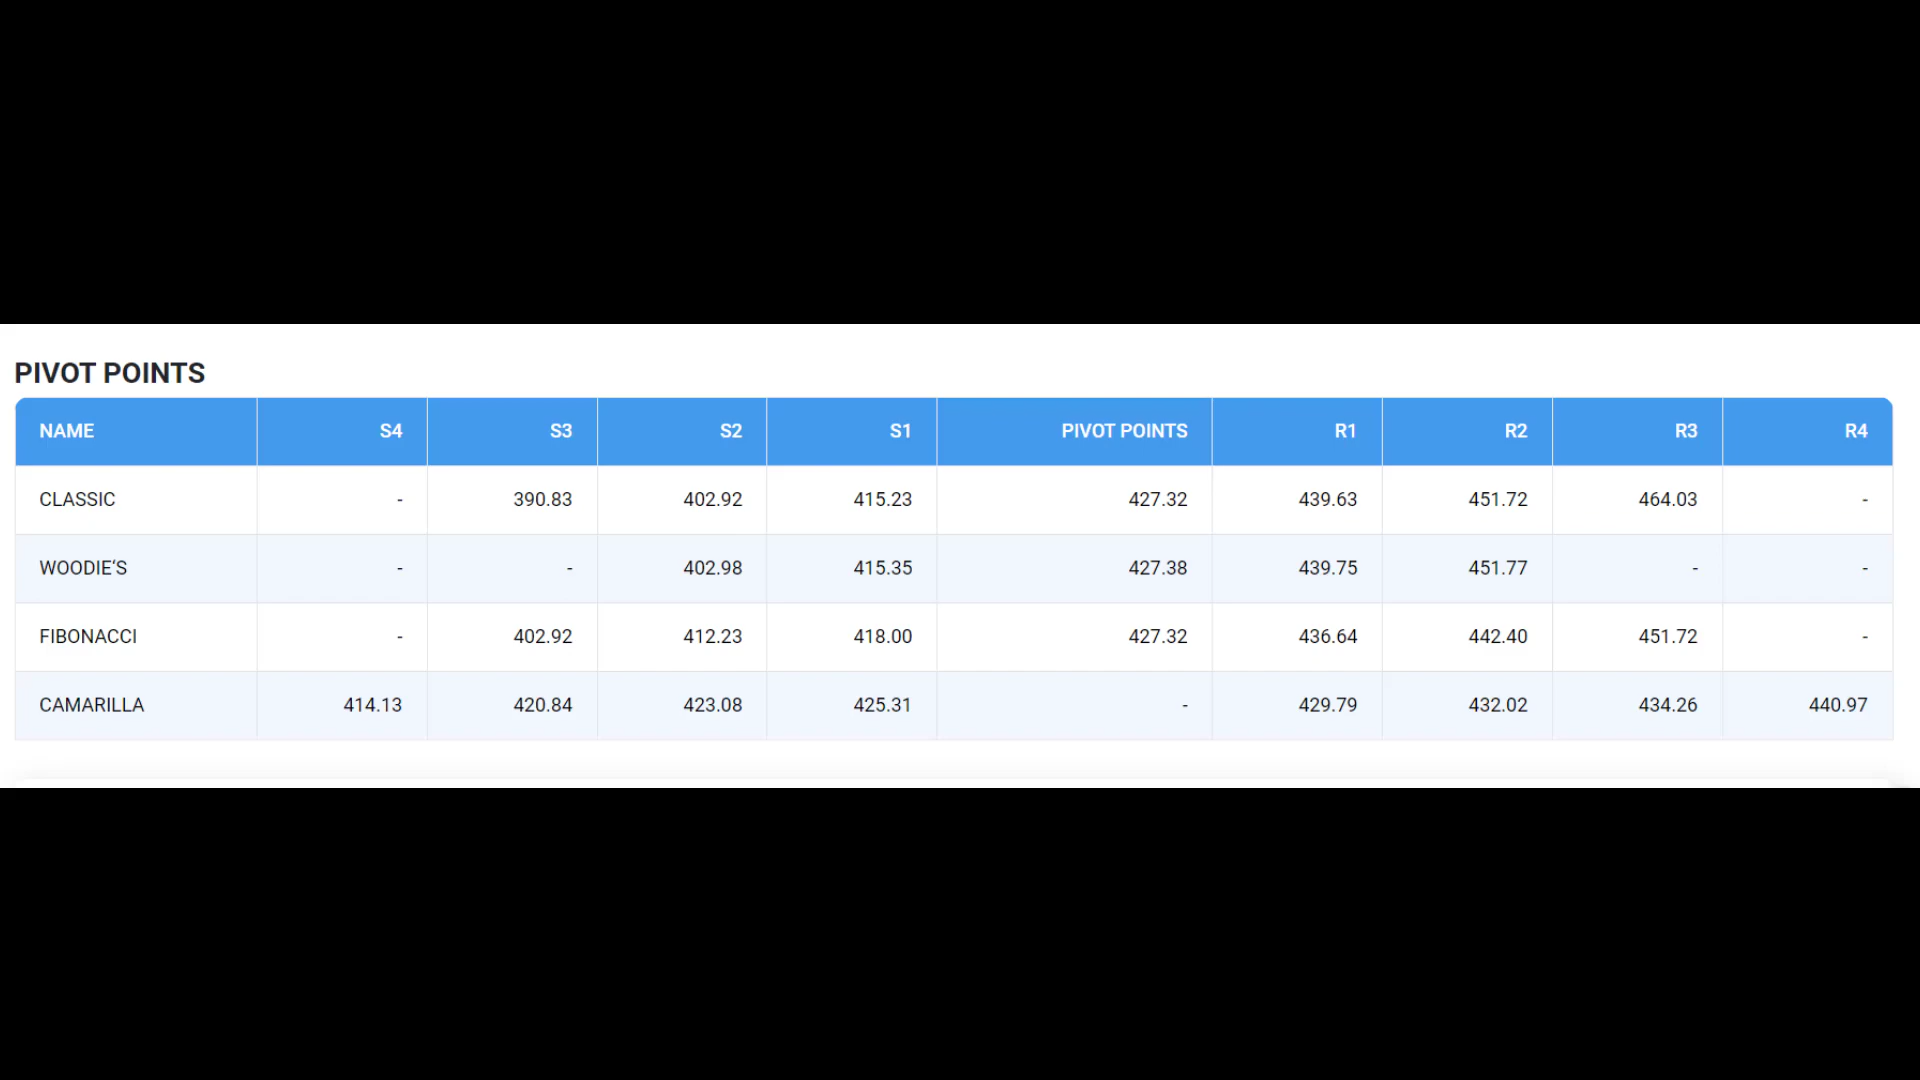 PIVOT POINTS
NAME S4 S3 S2 S1 PIVOT POINTS R1 R2 R3 R4
CLASSIC - 390.83 402.92 415.23 427.32 439.63 451.72 464.03 -
WOODIE’S - - 402.98 415.35 427.38 439.75 451.77 - -
FIBONACCI - 402.92 412.23 418.00 427.32 436.64 442.40 451.72 -
CAMARILLA 414.13 420.84 423.08 425.31 - 429.79 432.02 434.26 440.97